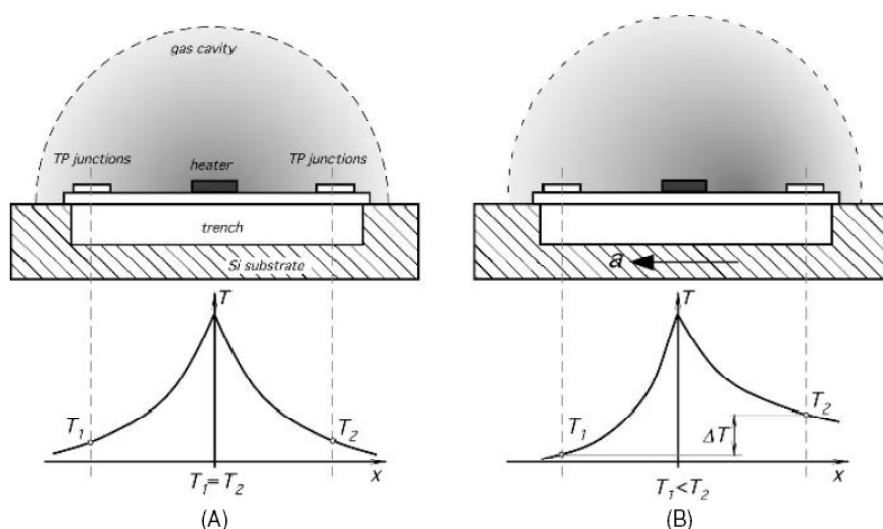 gas cavity
TP junctions
heater
TP junctions
trench
Si substrate
a
T
T
T₁
T₂
T₁
T₂
ΔT
x
x
T₁=T₂
T₁<T₂
(A)
(B)